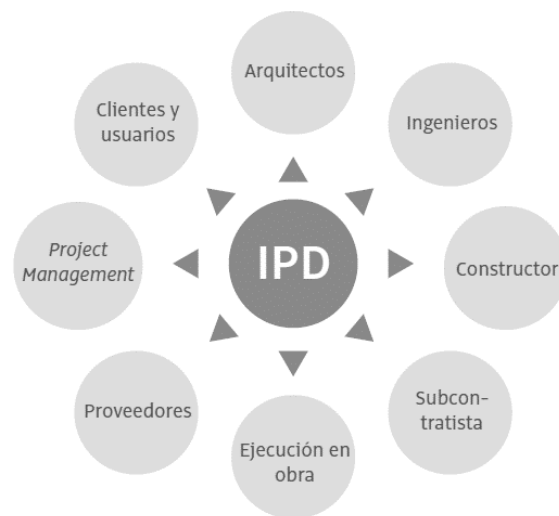 Arquitectos
Ingenieros
Constructor
Subcon-
tratista
Ejecución en
obra
Proveedores
Project
Management
Clientes y
usuarios
IPD